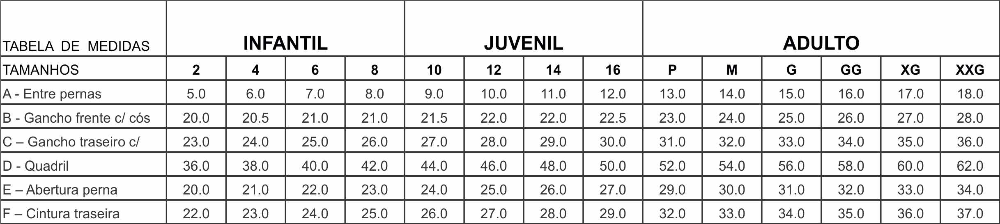 TABELA DE MEDIDAS INFANTIL JUVENIL ADULTO
TAMANHOS 2 4 6 8 10 12 14 16 P M G GG XG XXG
A - Entre pernas 5.0 6.0 7.0 8.0 9.0 10.0 11.0 12.0 13.0 14.0 15.0 16.0 17.0 18.0
B - Gancho frente c/ cós 20.0 20.5 21.0 21.0 21.5 22.0 22.0 22.5 23.0 24.0 25.0 26.0 27.0 28.0
C – Gancho traseiro c/ 23.0 24.0 25.0 26.0 27.0 28.0 29.0 30.0 31.0 32.0 33.0 34.0 35.0 36.0
D - Quadril 36.0 38.0 40.0 42.0 44.0 46.0 48.0 50.0 52.0 54.0 56.0 58.0 60.0 62.0
E – Abertura perna 20.0 21.0 22.0 23.0 24.0 25.0 26.0 27.0 29.0 30.0 31.0 32.0 33.0 34.0
F – Cintura traseira 22.0 23.0 24.0 25.0 26.0 27.0 28.0 29.0 32.0 33.0 34.0 35.0 36.0 37.0